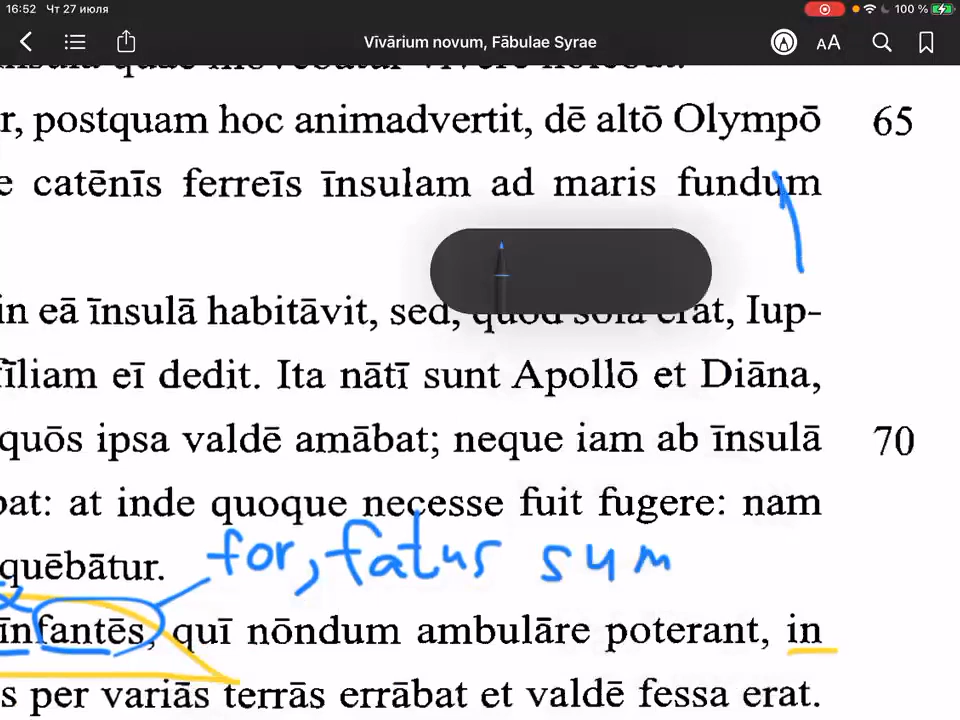 16:52 Чт 27 июля 100 %
Vīvārium novum, Fābulae Syrae
AA
r, postquam hoc animadvertit, dē altō Olympō 65
e catēnīs ferreīs īnsulam ad maris fundum
in eā īnsulā habitāvit, sed, quod sōla erat, Iup-
fīliam eī dedit. Ita nātī sunt Apollō et Diāna,
quōs ipsa valdē amābat; neque iam ab īnsulā 70
bat: at inde quoque necesse fuit fugere: nam
for, fatus sum
quēbātur.
īnfantēs, quī nōndum ambulāre poterant, in
s per variās terrās errābat et valdē fessa erat.